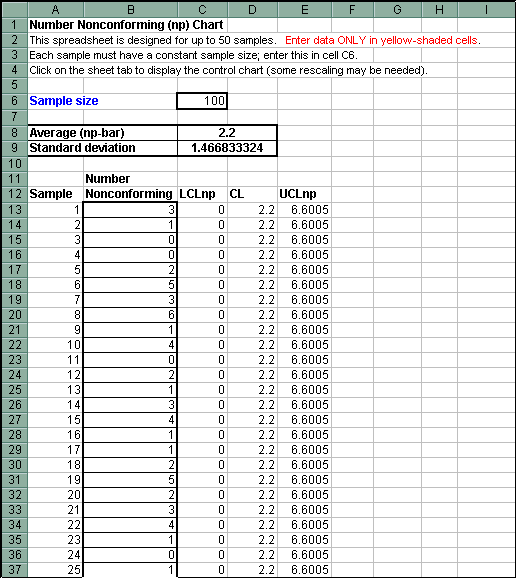 A B C D E F G H I
1 Number Nonconforming (np) Chart
2 This spreadsheet is designed for up to 50 samples. Enter data ONLY in yellow-shaded cells.
3 Each sample must have a constant sample size; enter this in cell C6.
4 Click on the sheet tab to display the control chart (some rescaling may be needed).
5
6 Sample size 100
7
8 Average (np-bar) 2.2
9 Standard deviation 1.466833324
10
11 Number
12 Sample Nonconforming LCLnp CL UCLnp
13 1 3 0 2.2 6.6005
14 2 1 0 2.2 6.6005
15 3 0 0 2.2 6.6005
16 4 0 0 2.2 6.6005
17 5 2 0 2.2 6.6005
18 6 5 0 2.2 6.6005
19 7 3 0 2.2 6.6005
20 8 6 0 2.2 6.6005
21 9 1 0 2.2 6.6005
22 10 4 0 2.2 6.6005
23 11 0 0 2.2 6.6005
24 12 2 0 2.2 6.6005
25 13 1 0 2.2 6.6005
26 14 3 0 2.2 6.6005
27 15 4 0 2.2 6.6005
28 16 1 0 2.2 6.6005
29 17 1 0 2.2 6.6005
30 18 2 0 2.2 6.6005
31 19 5 0 2.2 6.6005
32 20 2 0 2.2 6.6005
33 21 3 0 2.2 6.6005
34 22 4 0 2.2 6.6005
35 23 1 0 2.2 6.6005
36 24 0 0 2.2 6.6005
37 25 1 0 2.2 6.6005